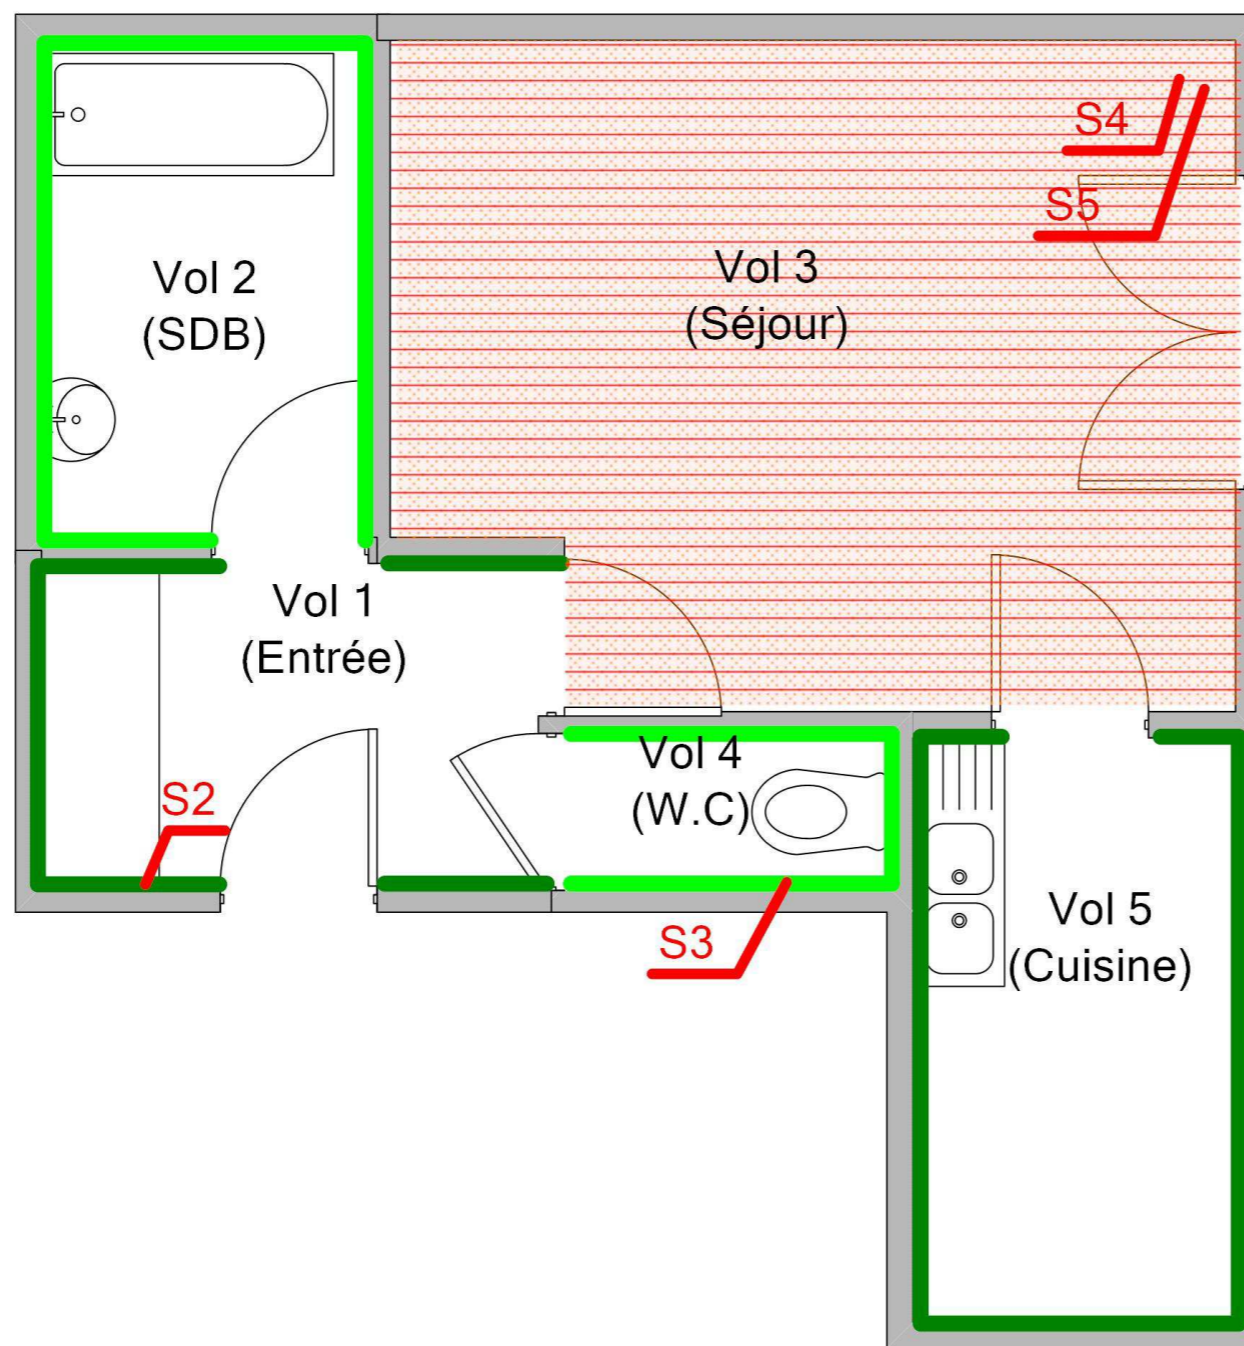 S4
S5
Vol 2
(SDB)
Vol 3
(Séjour)
Vol 1
(Entrée)
S2
Vol 4
(W.C)
S3
Vol 5
(Cuisine)